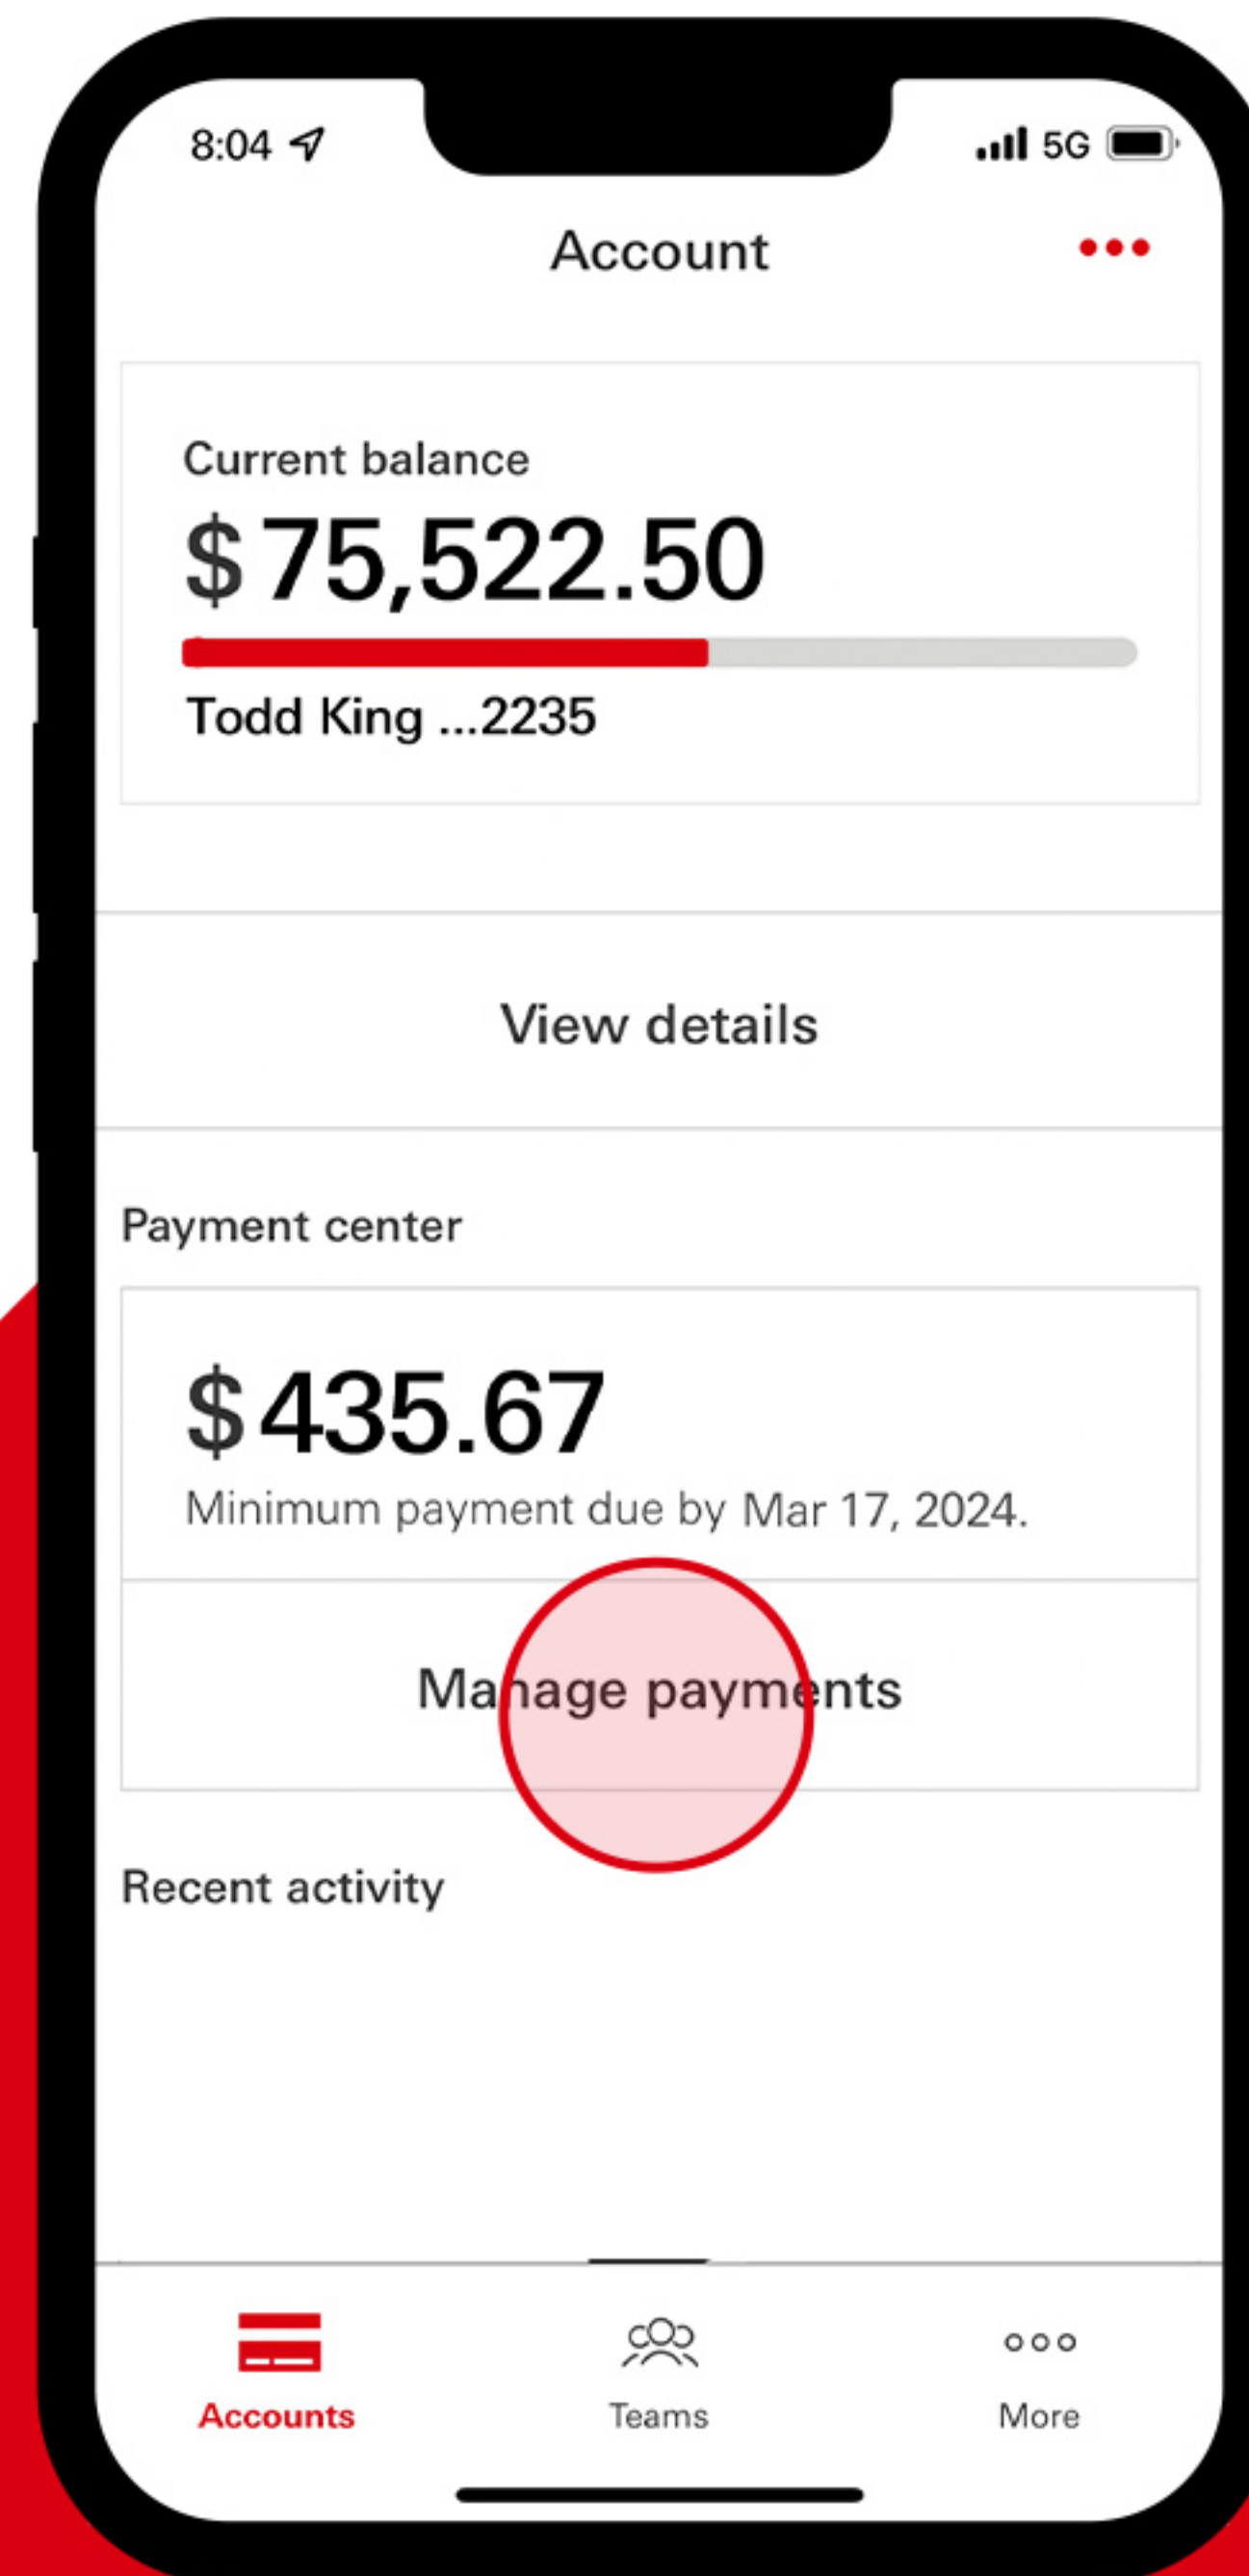 8:04 5G
Account
Current balance
$75,522.50
Todd King ...2235
View details
Payment center
$435.67
Minimum payment due by Mar 17, 2024.
Manage payments
Recent activity
Accounts Teams More